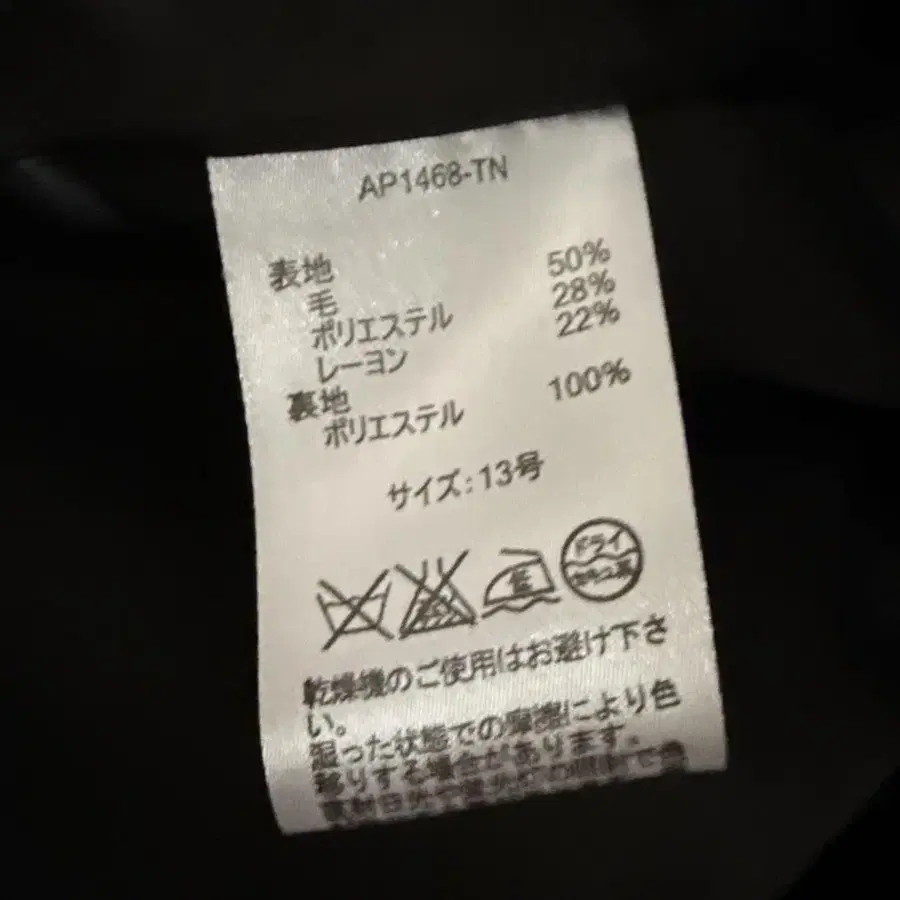 AP1468-TN
表地
毛 50%
ポリエステル 28%
レーヨン 22%
裏地
ポリエステル 100%
サイズ:13号
ドライ
乾燥機のご使用はお避け下さ
い。
湿った状態での摩擦により色
移りする場合があります。